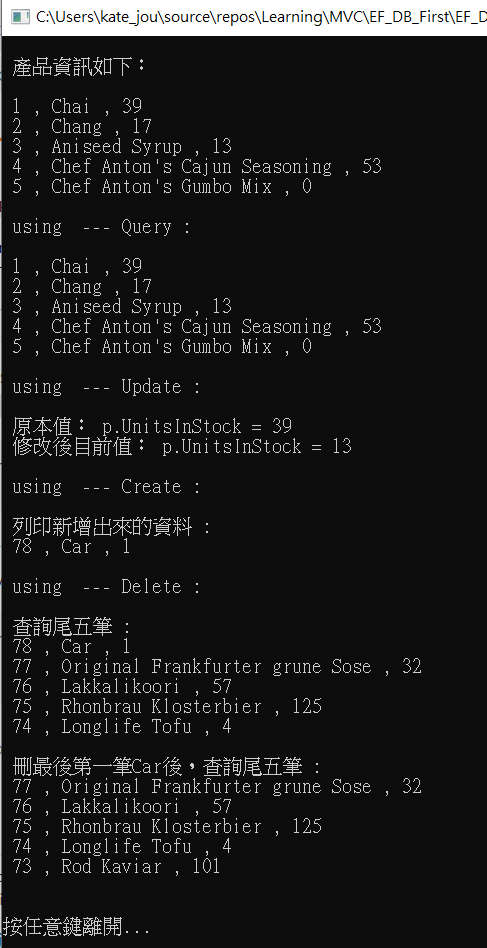 C:\Users\kate_jou\source\repos\Learning\MVC\EF_DB_First\EF_D
產品資訊如下：
1 , Chai , 39
2 , Chang , 17
3 , Aniseed Syrup , 13
4 , Chef Anton's Cajun Seasoning , 53
5 , Chef Anton's Gumbo Mix , 0
using  --- Query :
1 , Chai , 39
2 , Chang , 17
3 , Aniseed Syrup , 13
4 , Chef Anton's Cajun Seasoning , 53
5 , Chef Anton's Gumbo Mix , 0
using  --- Update :
原本值： p.UnitsInStock = 39
修改後目前值： p.UnitsInStock = 13
using  --- Create :
列印新增出來的資料 :
78 , Car , 1
using  --- Delete :
查詢尾五筆 :
78 , Car , 1
77 , Original Frankfurter grune Sose , 32
76 , Lakkalikoori , 57
75 , Rhonbrau Klosterbier , 125
74 , Longlife Tofu , 4
刪最後第一筆Car後，查詢尾五筆 :
77 , Original Frankfurter grune Sose , 32
76 , Lakkalikoori , 57
75 , Rhonbrau Klosterbier , 125
74 , Longlife Tofu , 4
73 , Rod Kaviar , 101
按任意鍵離開...